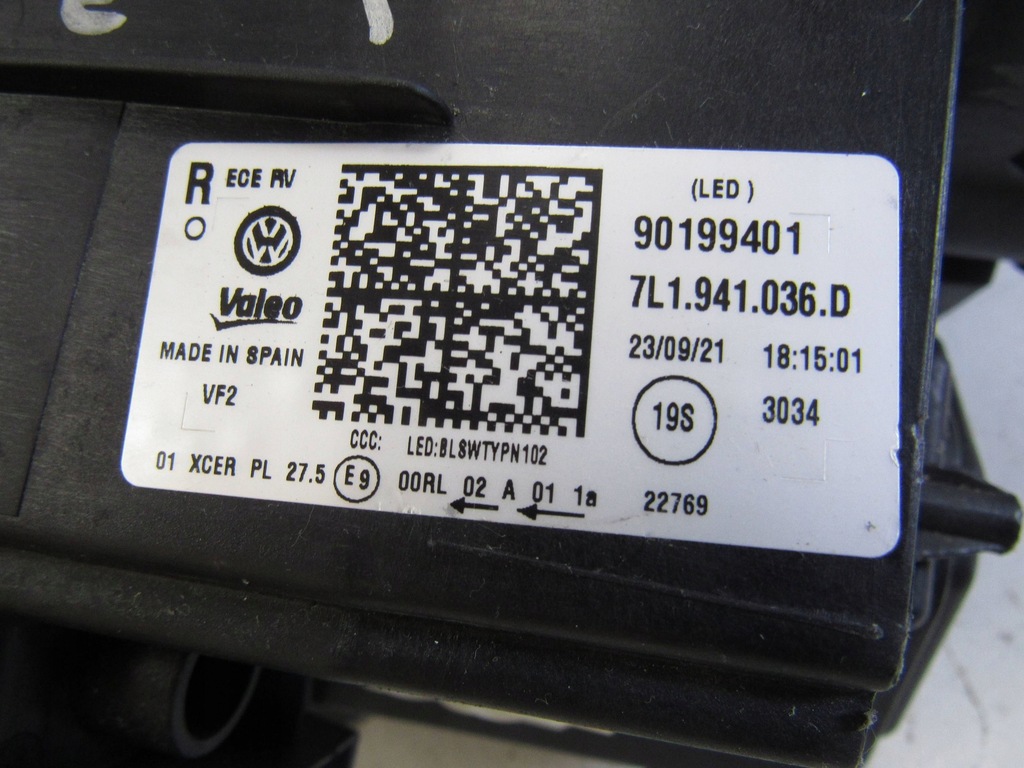 R ECE RV
Valeo
MADE IN SPAIN
VF2
(LED)
90199401
7L1.941.036.D
23/09/21 18:15:01
19S 3034
CCC: LED:BLSWTYPN102
01 XCER PL 27.5 E9 00RL 02 A 01 1a
22769